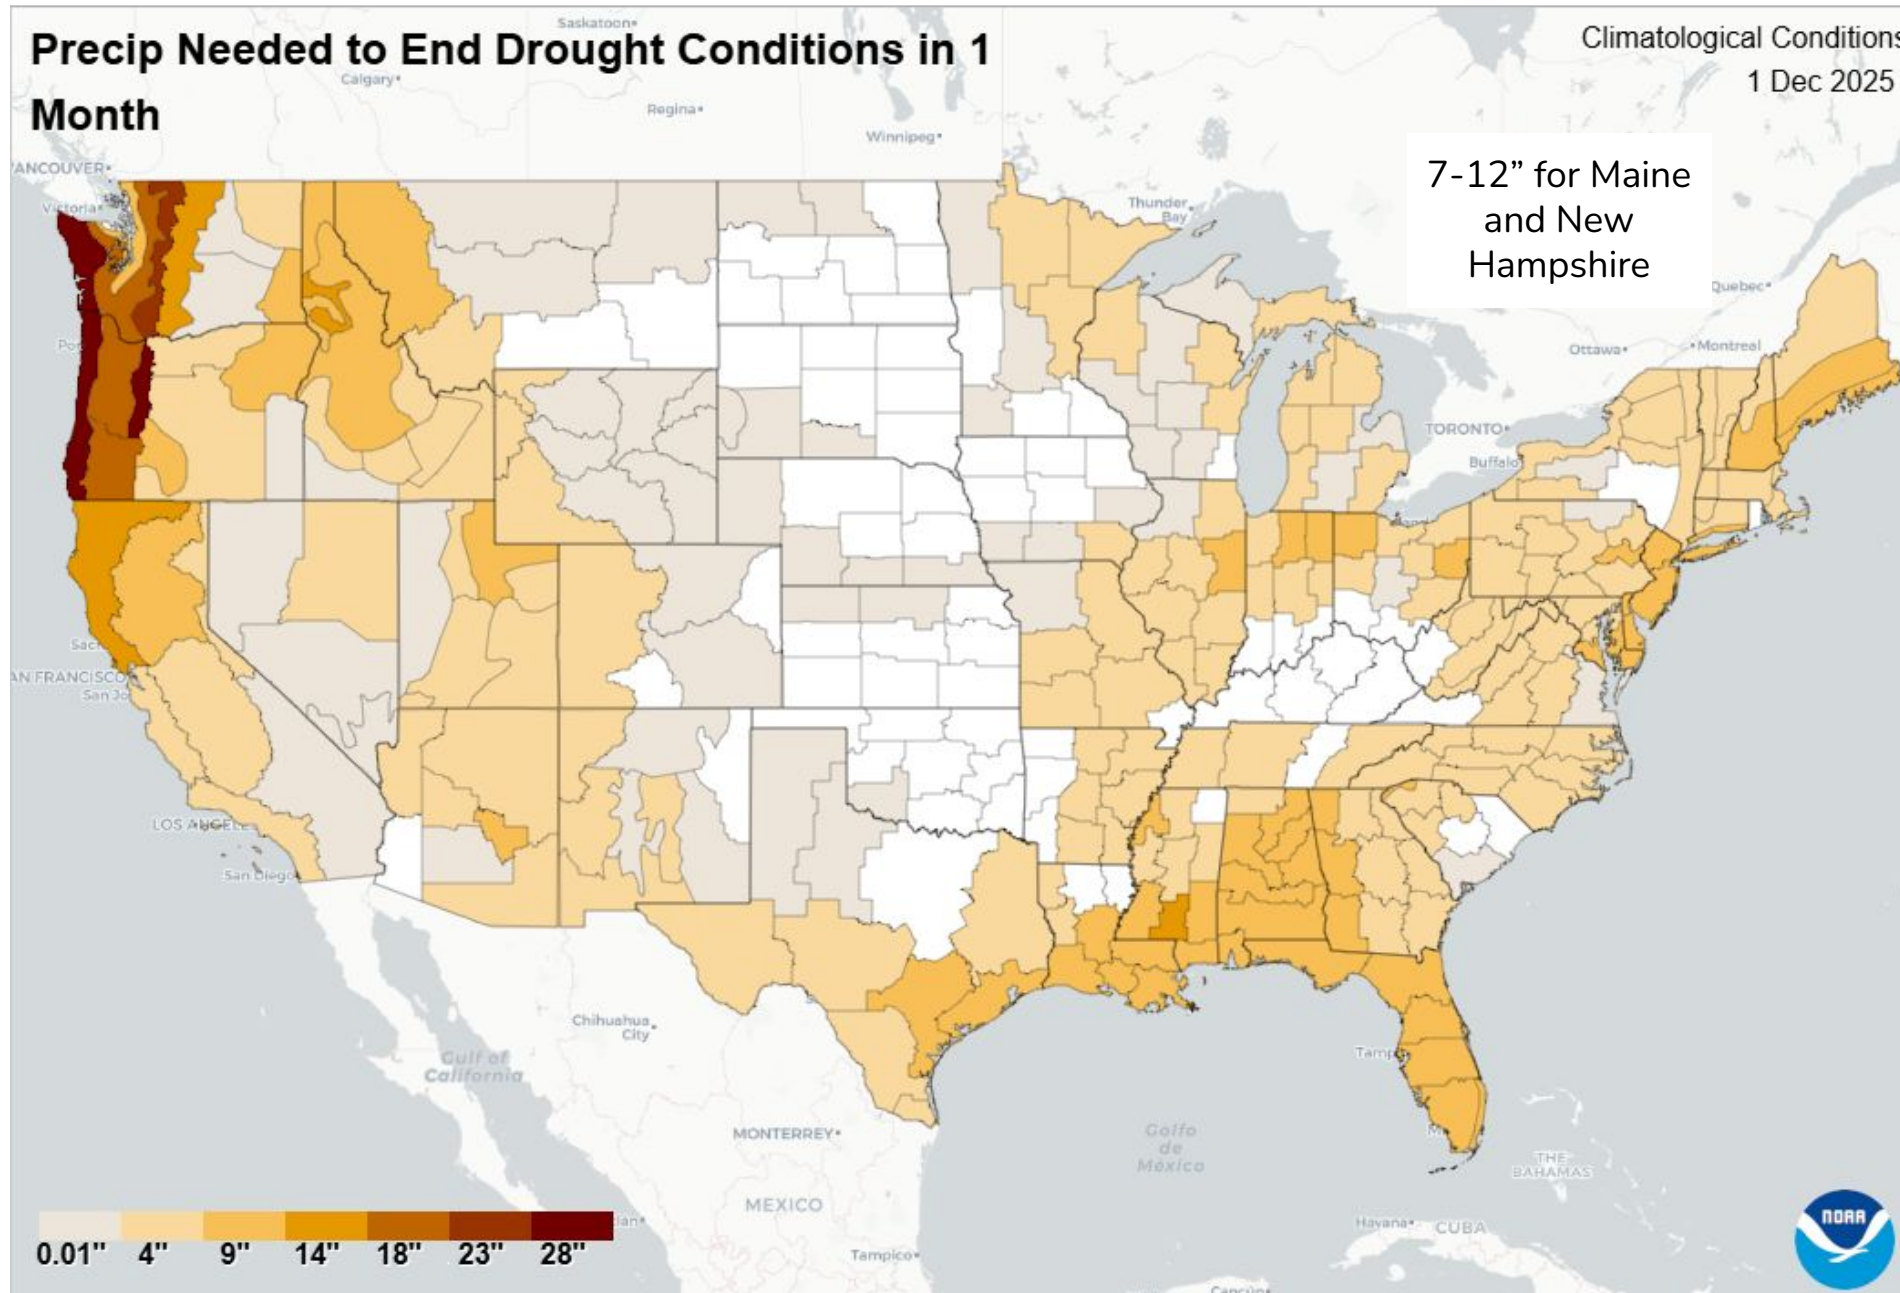 Precip Needed to End Drought Conditions in 1
Month
Climatological Conditions
1 Dec 2025
Saskatoon
Calgary
Regina
Winnipeg
7-12” for Maine
and New
Hampshire
ANCOUVER
Victoria
Thunder
Bay
Quebec
Ottawa
Montreal
TORONTO
Buffalo
AN FRANCISCO
San Jo
LOS ANGELE
San Diego
Chihuahua
City
Gulf of
California
Tamp
MONTERREY
Golfo
de
México
THE
BAHAMAS
MEXICO
Havana
CUBA
Tampico
Cancún
0.01" 4" 9" 14" 18" 23" 28"
NOAA